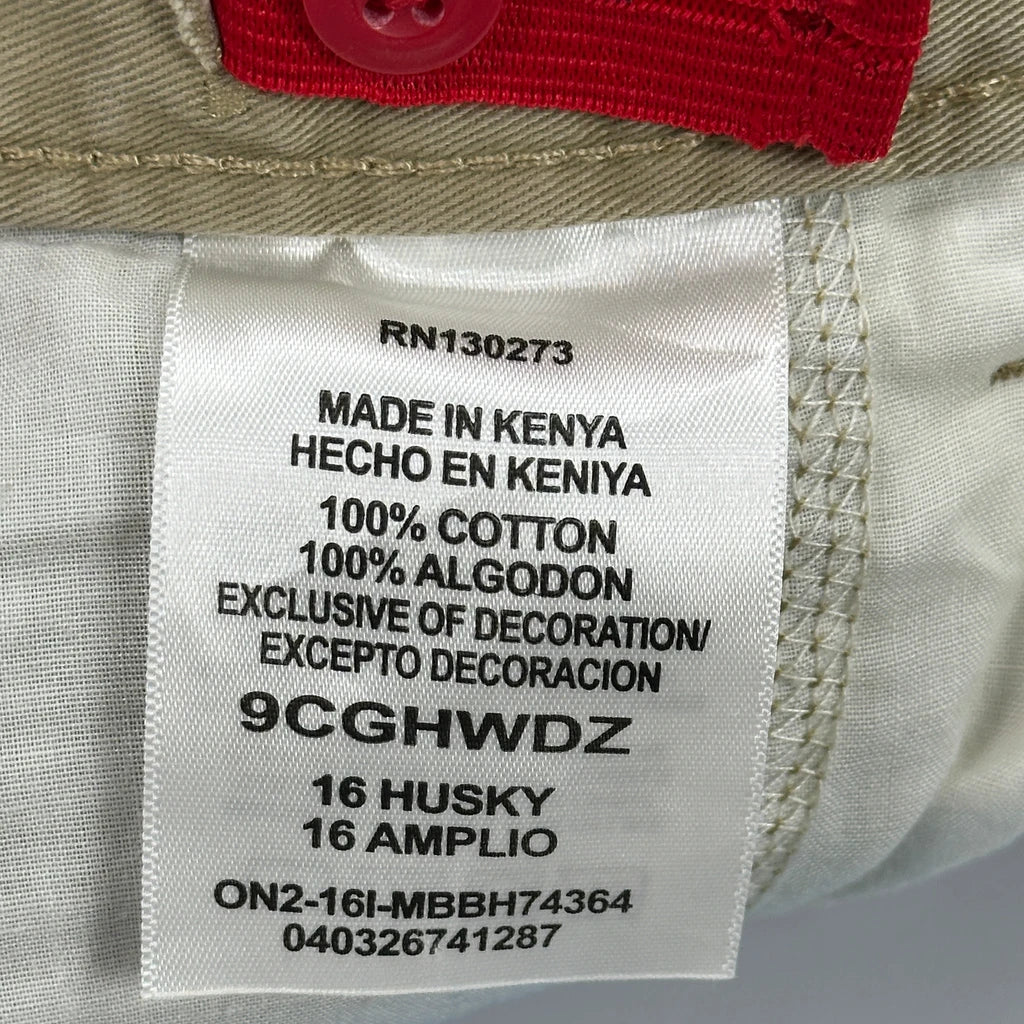 RN130273
MADE IN KENYA
HECHO EN KENIYA
100% COTTON
100% ALGODON
EXCLUSIVE OF DECORATION/
EXCEPTO DECORACION
9CGHWDZ
16 HUSKY
16 AMPLIO
ON2-16I-MBBH74364
040326741287